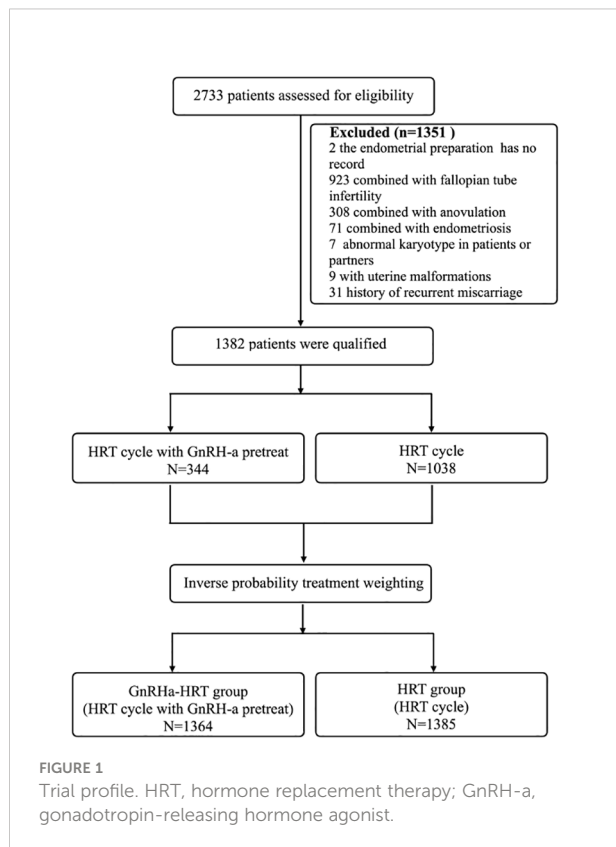 2733 patients assessed for eligibility
Excluded (n=1351 )
2 the endometrial preparation has no
record
923 combined with fallopian tube
infertility
308 combined with anovulation
71 combined with endometriosis
7 abnormal karyotype in patients or
partners
9 with uterine malformations
31 history of recurrent miscarriage
1382 patients were qualified
HRT cycle with GnRH-a pretreat
N=344
HRT cycle
N=1038
Inverse probability treatment weighting
GnRHa-HRT group
(HRT cycle with GnRH-a pretreat)
N=1364
HRT group
(HRT cycle)
N=1385
FIGURE 1
Trial profile. HRT, hormone replacement therapy; GnRH-a,
gonadotropin-releasing hormone agonist.